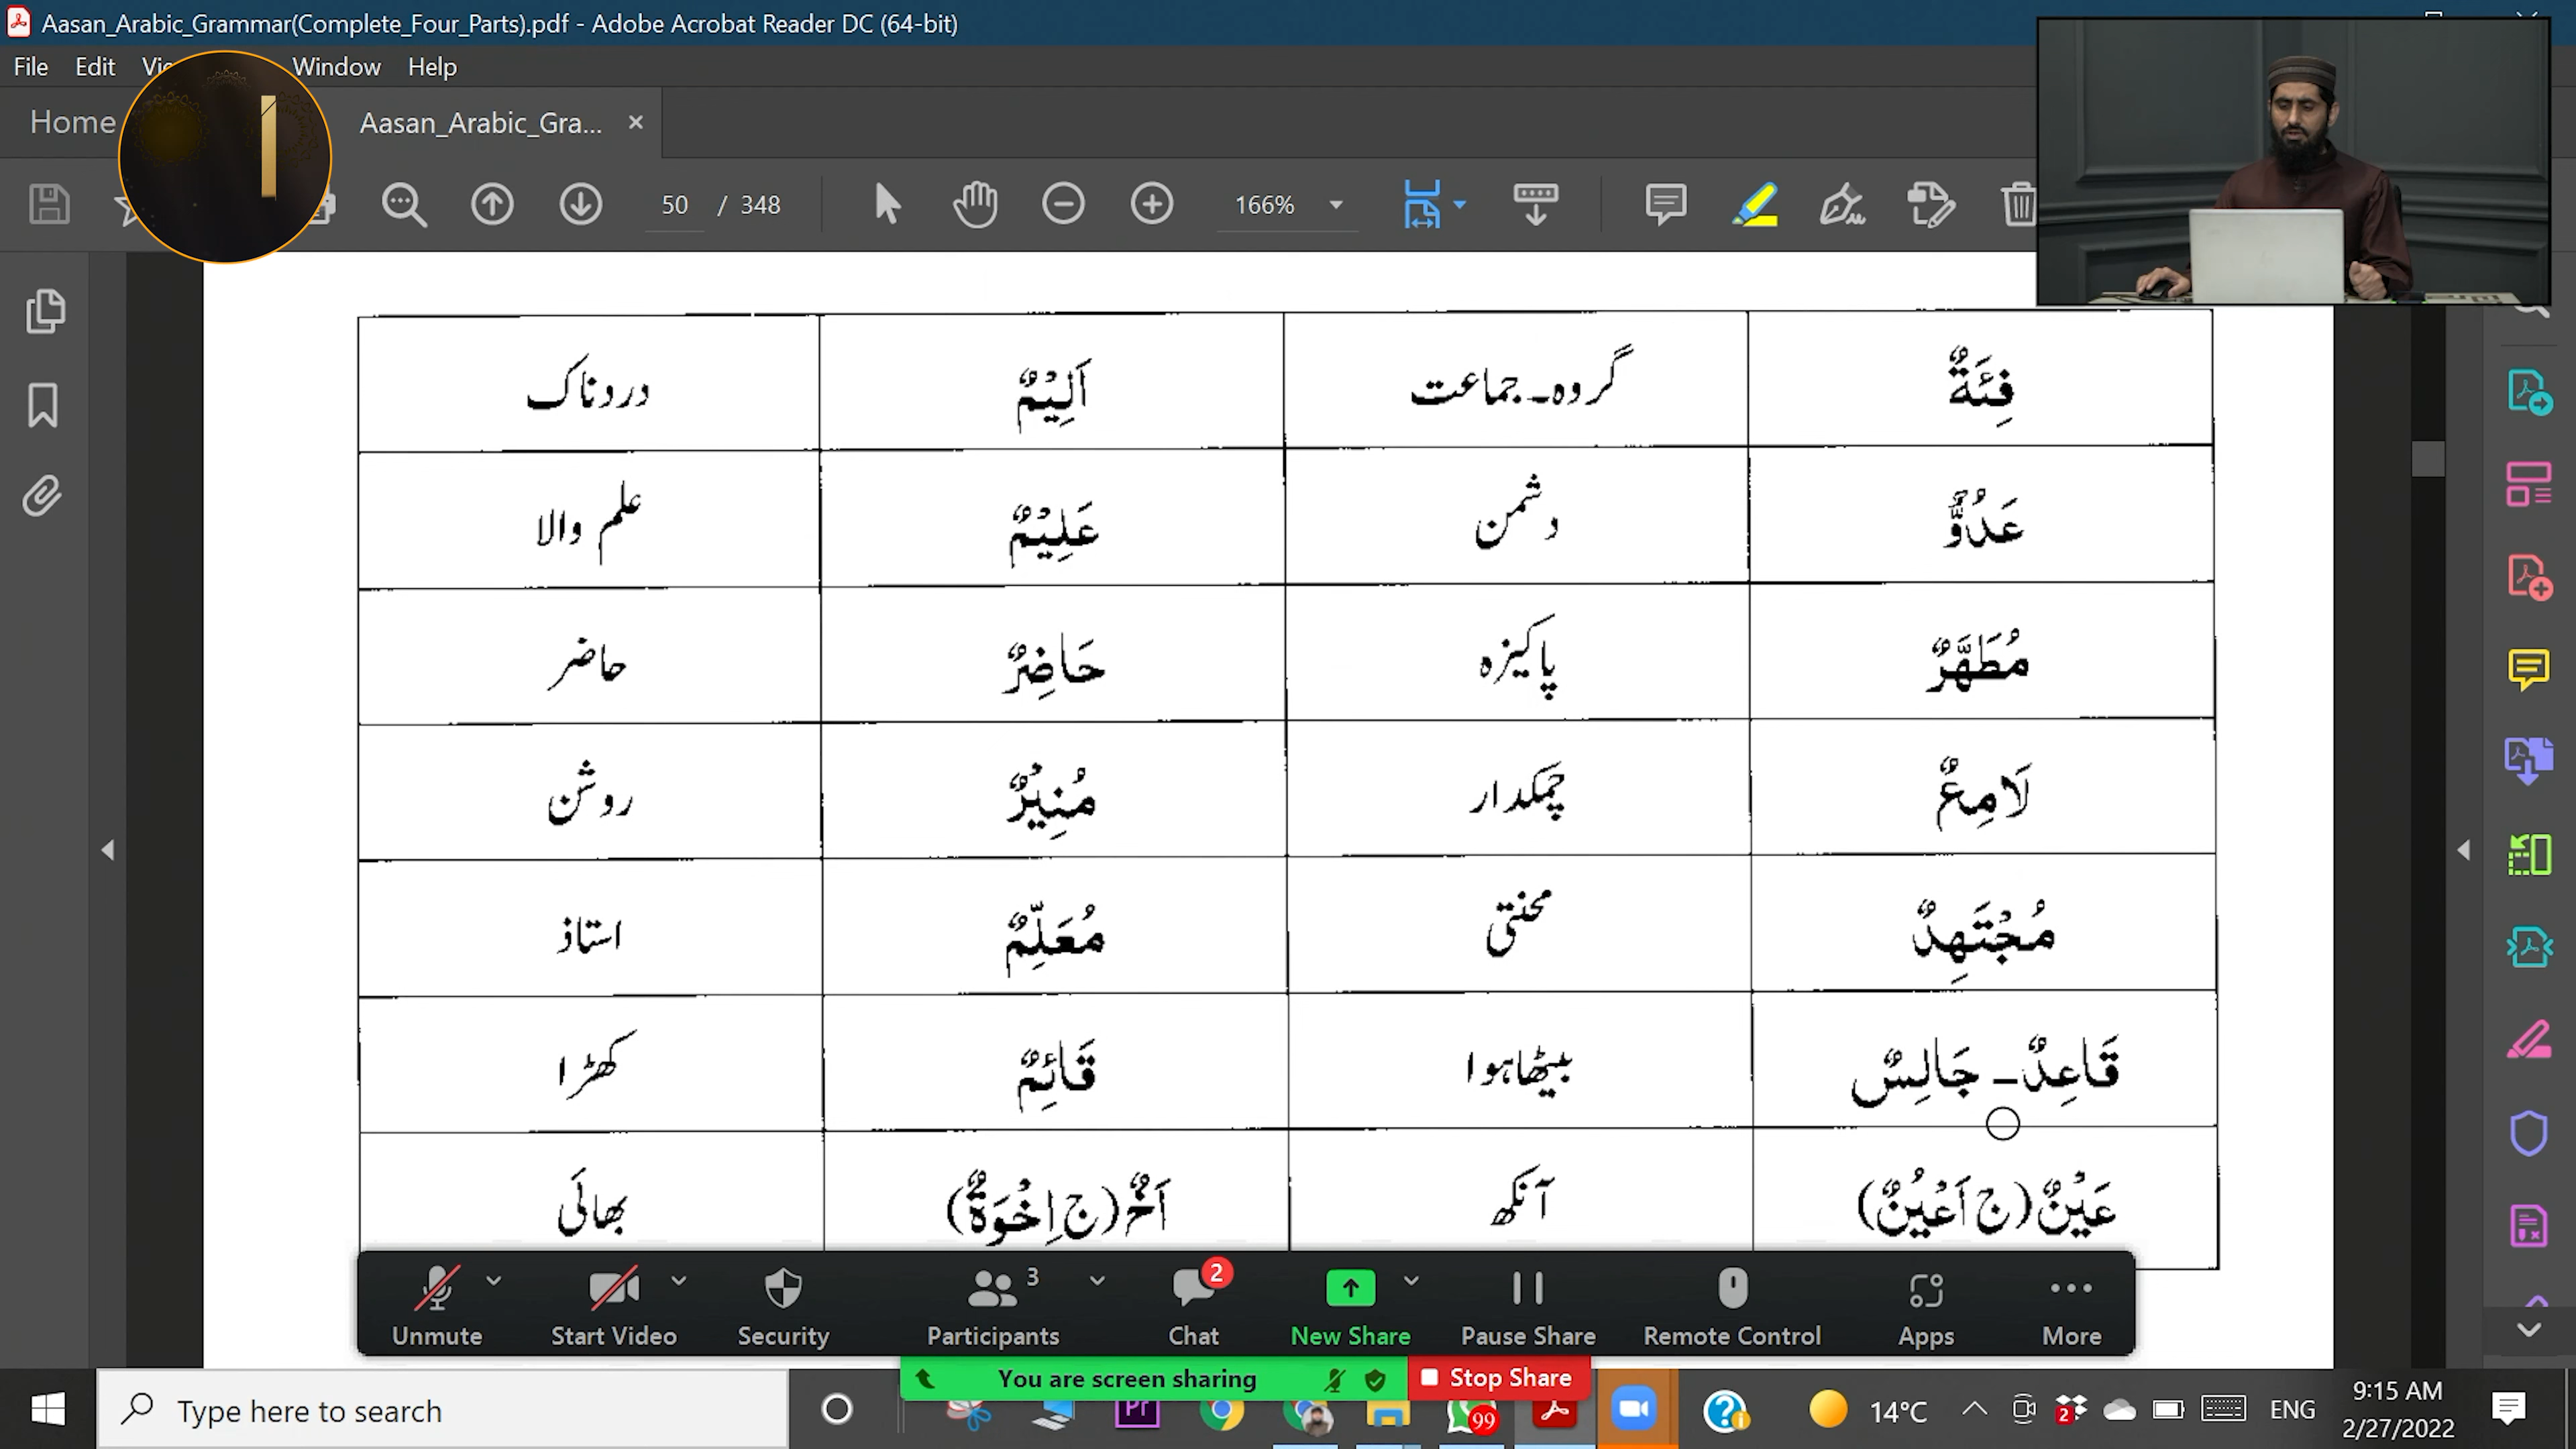 Aasan_Arabic_Grammar(Complete_Four_Parts).pdf - Adobe Acrobat Reader DC (64-bit)
File Edit Window Help
Home Aasan_Arabic_Gra... ×
50 / 348 166%
فِئَةٌ گروہ۔جماعت اَلِيْمٌ دردناک
عَدُوٌّ دشمن عَلِيْمٌ علم والا
مُطَهَّرٌ پاکیزہ حَاضِرٌ حاضر
لَامِعٌ چمکدار مُنِيْرٌ روشن
مُجْتَهِدٌ محنتی مُعَلِّمٌ استاذ
قَاعِدٌ۔ جَالِسٌ بیٹھاہوا قَائِمٌ کھڑا
عَيْنٌ(ج اَعْيُنٌ) آنکھ اَخٌ(ج اِخْوَةٌ) بھائی
3 2
Unmute Start Video Security Participants Chat New Share Pause Share Remote Control Apps More
You are screen sharing Stop Share
Type here to search Pr 99 14°C 2 ENG 9:15 AM
2/27/2022